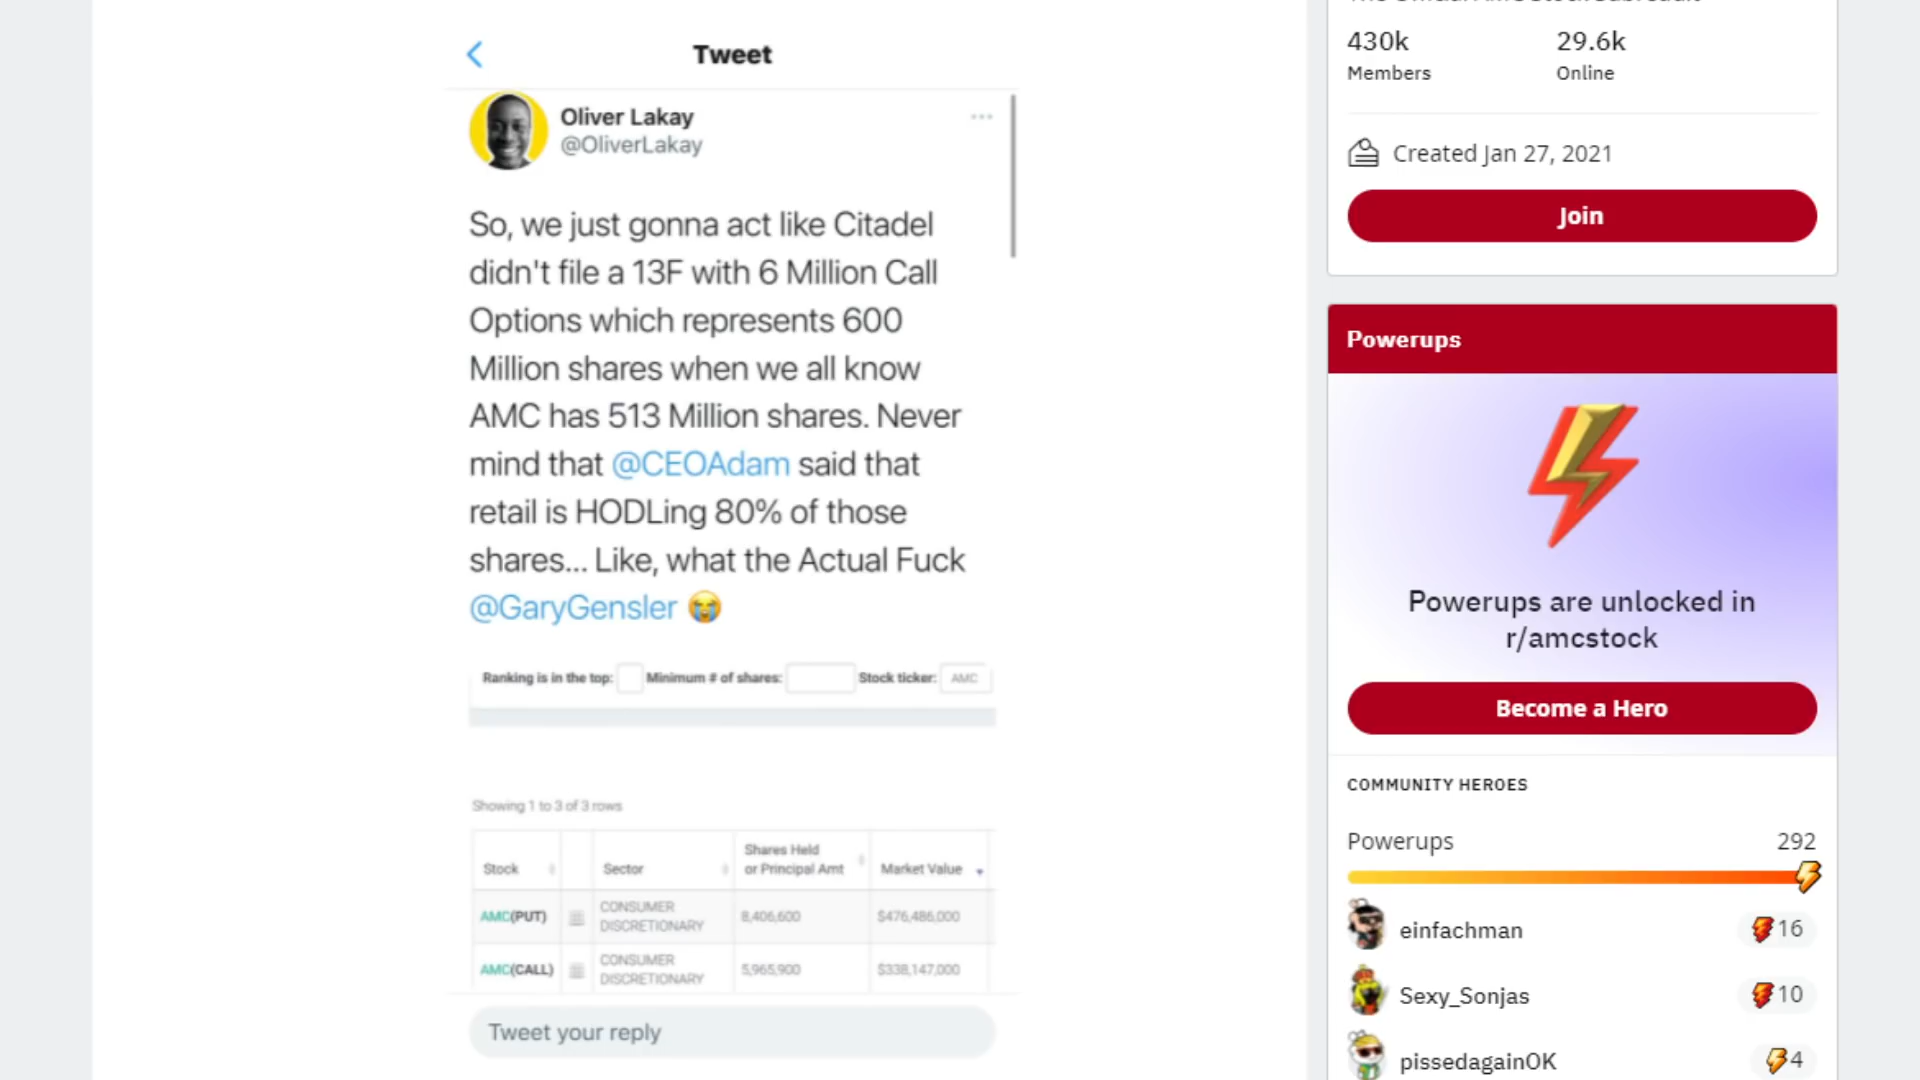 Tweet
Oliver Lakay
@OliverLakay
So, we just gonna act like Citadel
didn't file a 13F with 6 Million Call
Options which represents 600
Million shares when we all know
AMC has 513 Million shares. Never
mind that @CEOAdam said that
retail is HODLing 80% of those
shares... Like, what the Actual Fuck
@GaryGensler 😭
Ranking is in the top: Minimum # of shares: Stock ticker: AMC
Showing 1 to 3 of 3 rows
Stock Sector Shares Held or Principal Amt Market Value
AMC(PUT) CONSUMER DISCRETIONARY 8,406,600 $476,486,000
AMC(CALL) CONSUMER DISCRETIONARY 5,965,900 $338,147,000
Tweet your reply
430k 29.6k
Members Online
Created Jan 27, 2021
Join
Powerups
Powerups are unlocked in
r/amcstock
Become a Hero
COMMUNITY HEROES
Powerups 292
einfachman 16
Sexy_Sonjas 10
pissedagainOK 4